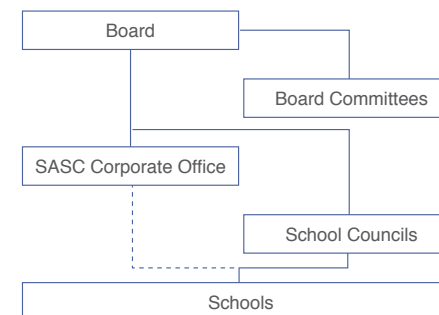 Board
Board Committees
SASC Corporate Office
School Councils
Schools